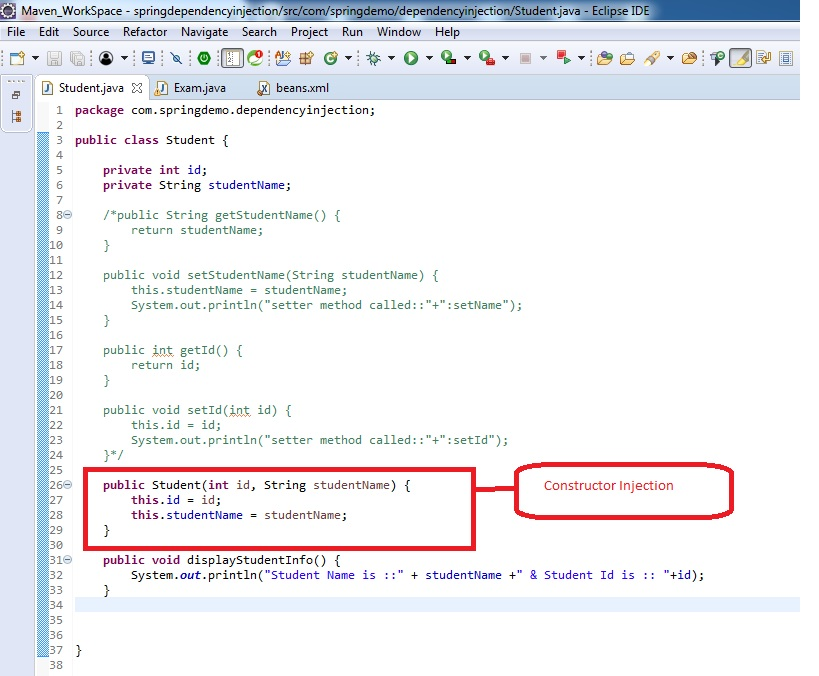 Maven_WorkSpace - springdependencyinjection/src/com/springdemo/dependencyinjection/Student.java - Eclipse IDE
File Edit Source Refactor Navigate Search Project Run Window Help
Student.java Exam.java beans.xml
1 package com.springdemo.dependencyinjection;
2
3 public class Student {
4
5 private int id;
6 private String studentName;
7
8 /*public String getStudentName() {
9 return studentName;
10 }
11
12 public void setStudentName(String studentName) {
13 this.studentName = studentName;
14 System.out.println("setter method called::"+":setName");
15 }
16
17 public int getId() {
18 return id;
19 }
20
21 public void setId(int id) {
22 this.id = id;
23 System.out.println("setter method called::"+":setId");
24 }*/
25
26 public Student(int id, String studentName) {
Constructor Injection
27 this.id = id;
28 this.studentName = studentName;
29 }
30
31 public void displayStudentInfo() {
32 System.out.println("Student Name is ::" + studentName +" & Student Id is :: "+id);
33 }
34
35
36
37 }
38